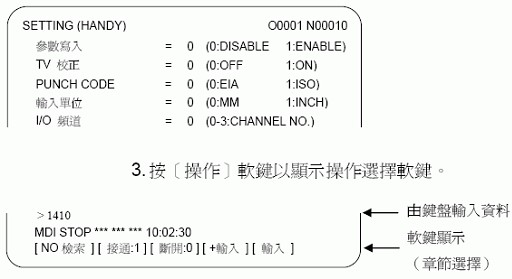 SETTING (HANDY) O0001 N00010
參數寫入 = 0 (0:DISABLE 1:ENABLE)
TV 校正 = 0 (0:OFF 1:ON)
PUNCH CODE = 0 (0:EIA 1:ISO)
輸入單位 = 0 (0:MM 1:INCH)
I/O 頻道 = 0 (0-3:CHANNEL NO.)
3. 按〔操作〕軟鍵以顯示操作選擇軟鍵。
>1410 由鍵盤輸入資料
MDI STOP *** *** *** 10:02:30
[ NO 檢索 ] [ 接通:1 ] [ 斷開:0 ] [ +輸入 ] [ 輸入 ] 軟鍵顯示
（章節選擇）